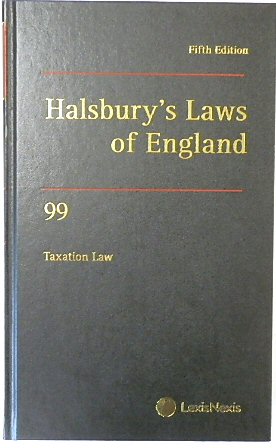 Fifth Edition
Halsbury's Laws
of England
99
Taxation Law
LexisNexis